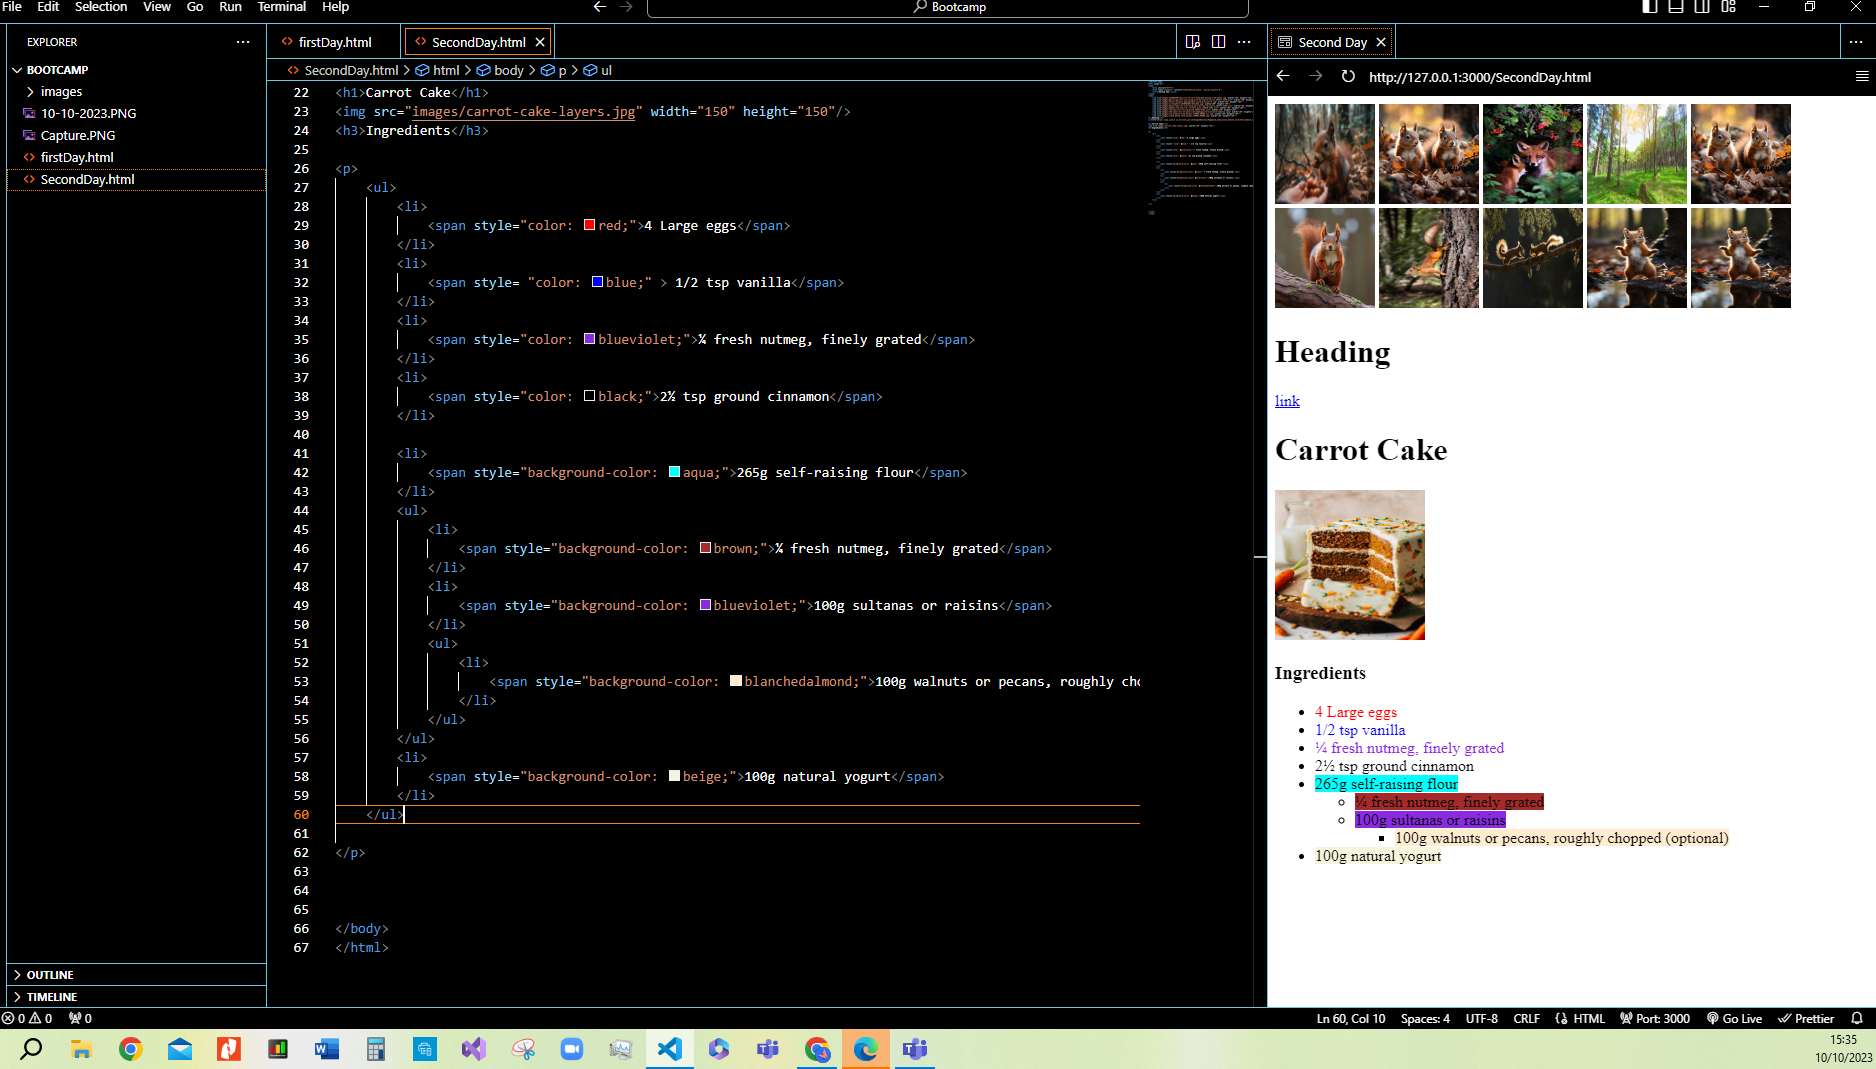 File Edit Selection View Go Run Terminal Help
Bootcamp
EXPLORER
BOOTCAMP
images
10-10-2023.PNG
Capture.PNG
firstDay.html
SecondDay.html
OUTLINE
TIMELINE
firstDay.html
SecondDay.html
SecondDay.html > html > body > p > ul
22 <h1>Carrot Cake</h1>
23 <img src="images/carrot-cake-layers.jpg" width="150" height="150"/>
24 <h3>Ingredients</h3>
25
26 <p>
27 <ul>
28 <li>
29 <span style="color: red;">4 Large eggs</span>
30 </li>
31 <li>
32 <span style= "color: blue;" > 1/2 tsp vanilla</span>
33 </li>
34 <li>
35 <span style="color: blueviolet;">¼ fresh nutmeg, finely grated</span>
36 </li>
37 <li>
38 <span style="color: black;">2½ tsp ground cinnamon</span>
39 </li>
40
41 <li>
42 <span style="background-color: aqua;">265g self-raising flour</span>
43 </li>
44 <ul>
45 <li>
46 <span style="background-color: brown;">¼ fresh nutmeg, finely grated</span>
47 </li>
48 <li>
49 <span style="background-color: blueviolet;">100g sultanas or raisins</span>
50 </li>
51 <ul>
52 <li>
53 <span style="background-color: blanchedalmond;">100g walnuts or pecans, roughly cho
54 </li>
55 </ul>
56 </ul>
57 <li>
58 <span style="background-color: beige;">100g natural yogurt</span>
59 </li>
60 </ul>
61
62 </p>
63
64
65
66 </body>
67 </html>
Second Day
http://127.0.0.1:3000/SecondDay.html
Heading
link
Carrot Cake
Ingredients
4 Large eggs
1/2 tsp vanilla
¼ fresh nutmeg, finely grated
2½ tsp ground cinnamon
265g self-raising flour
¼ fresh nutmeg, finely grated
100g sultanas or raisins
100g walnuts or pecans, roughly chopped (optional)
100g natural yogurt
0 0 0
Ln 60, Col 10 Spaces: 4 UTF-8 CRLF HTML Port: 3000 Go Live Prettier
15:35
10/10/2023